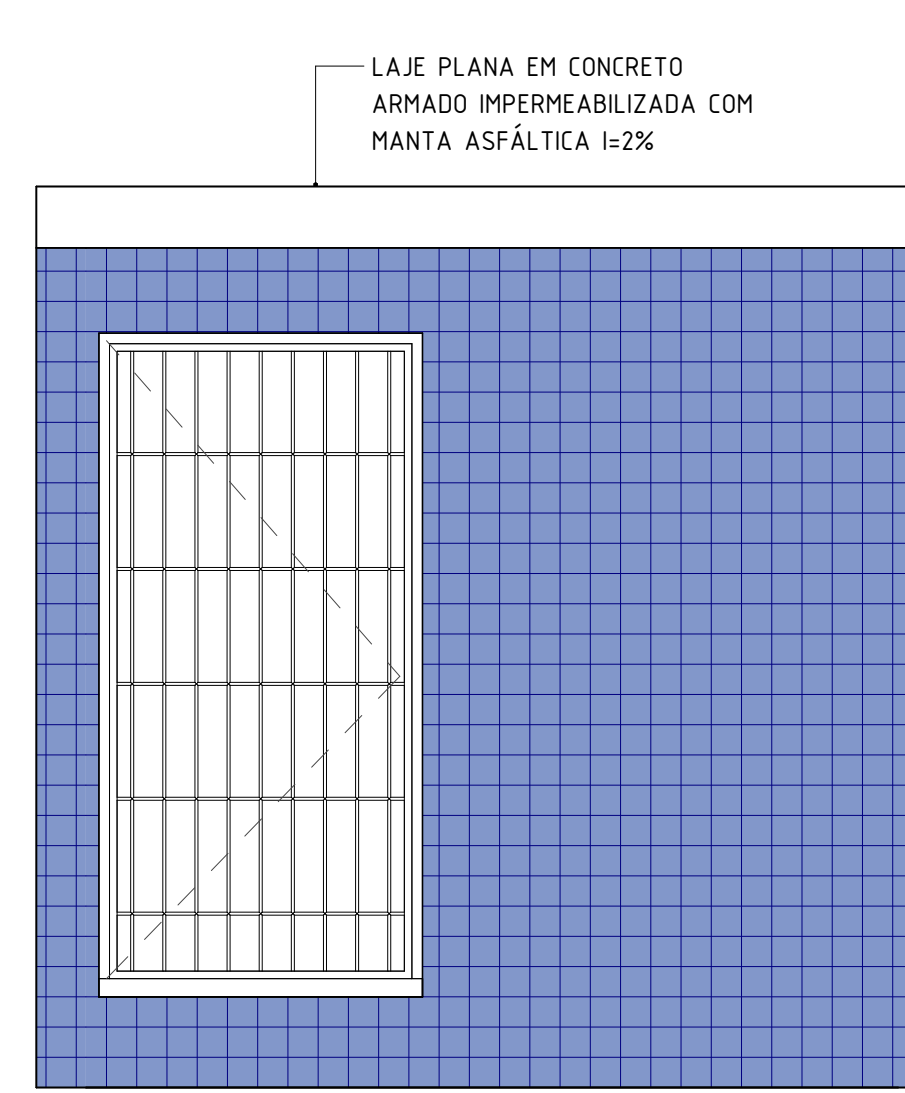 LAJE PLANA EM CONCRETO
ARMADO IMPERMEABILIZADA COM
MANTA ASFÁLTICA I=2%